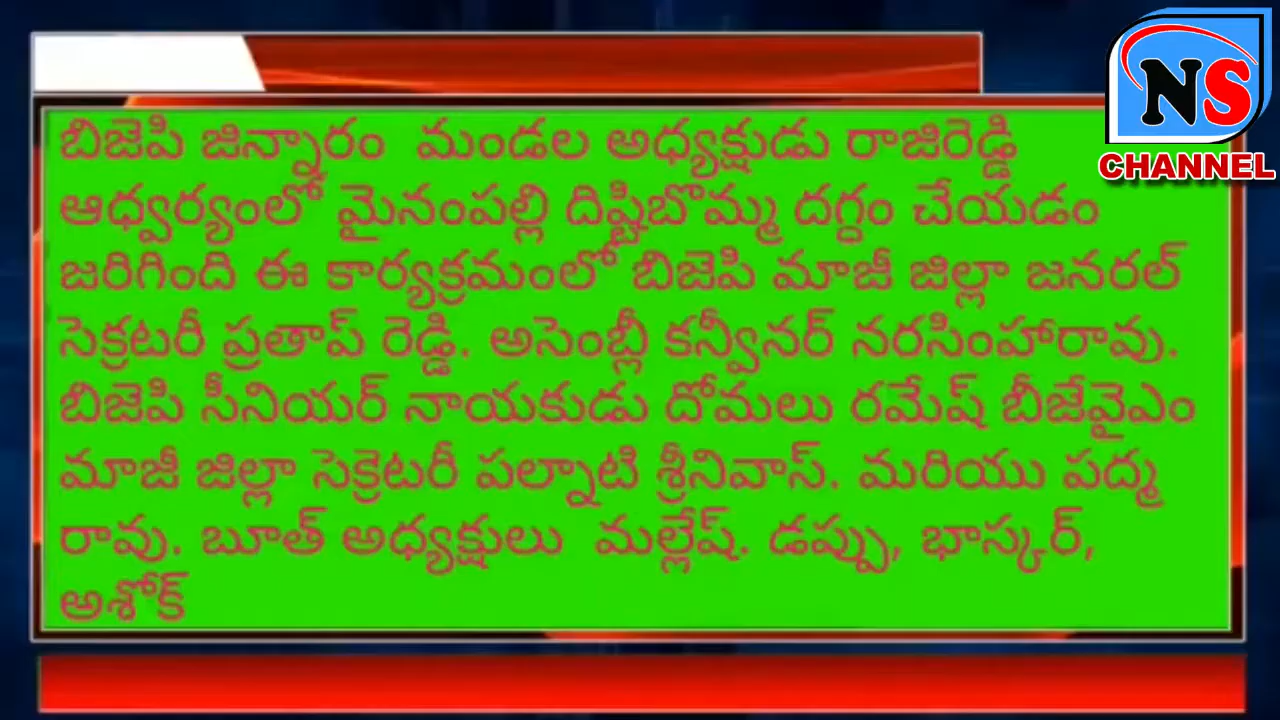 NS
CHANNEL
బిజెపి జిన్నారం మండల అధ్యక్షుడు రాజిరెడ్డి
ఆధ్వర్యంలో మైనంపల్లి దిష్టిబొమ్మ దగ్దం చేయడం
జరిగింది ఈ కార్యక్రమంలో బిజెపి మాజీ జిల్లా జనరల్
సెక్రటరీ ప్రతాప్ రెడ్డి. అసెంబ్లీ కన్వీనర్ నరసింహారావు.
బిజెపి సీనియర్ నాయకుడు దోమలు రమేష్ బీజేవైఎం
మాజీ జిల్లా సెక్రెటరీ పల్నాటి శ్రీనివాస్. మరియు పద్మ
రావు. బూత్ అధ్యక్షులు మల్లేష్. డప్పు, భాస్కర్,
అశోక్